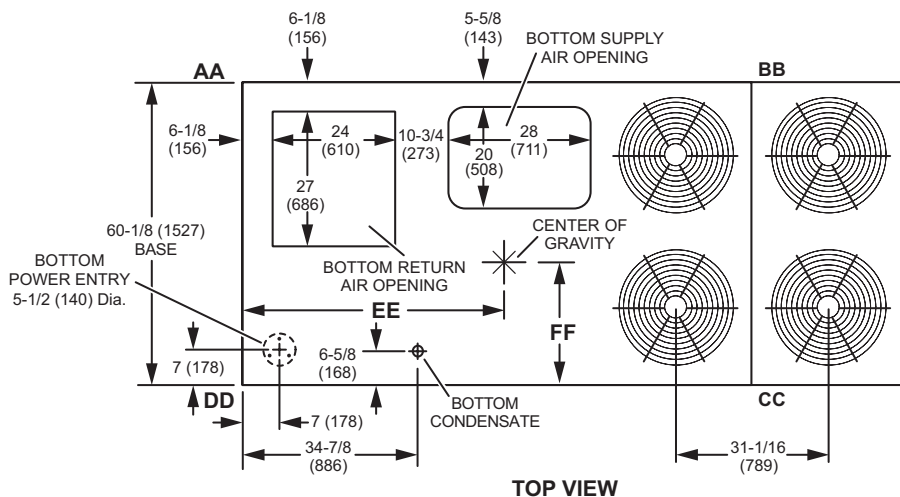 6-1/8
(156)
5-5/8
(143)
BOTTOM SUPPLY
AIR OPENING
AA
BB
6-1/8
(156)
24
(610)
10-3/4
(273)
28
(711)
20
(508)
27
(686)
60-1/8 (1527)
BASE
CENTER OF
GRAVITY
BOTTOM
POWER ENTRY
5-1/2 (140) Dia.
BOTTOM RETURN
AIR OPENING
EE
FF
7 (178)
6-5/8
(168)
DD
CC
7 (178)
BOTTOM
CONDENSATE
34-7/8
(886)
31-1/16
(789)
TOP VIEW